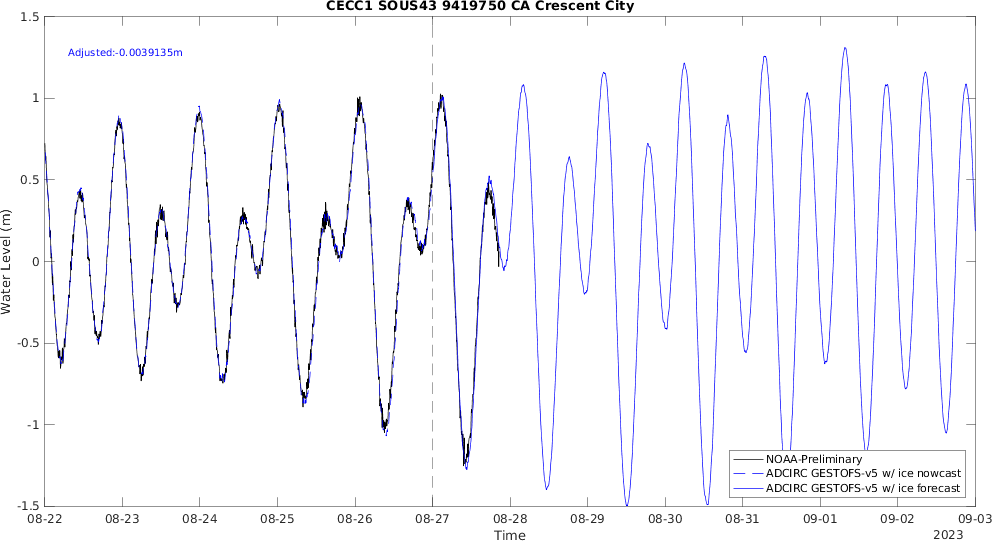 CECC1 SOUS43 9419750 CA Crescent City
Adjusted:-0.0039135m
Water Level (m)
1.5
1
0.5
0
-0.5
-1
-1.5
NOAA-Preliminary
ADCIRC GESTOFS-v5 w/ ice nowcast
ADCIRC GESTOFS-v5 w/ ice forecast
08-22 08-23 08-24 08-25 08-26 08-27 08-28 08-29 08-30 08-31 09-01 09-02 09-03
Time
2023